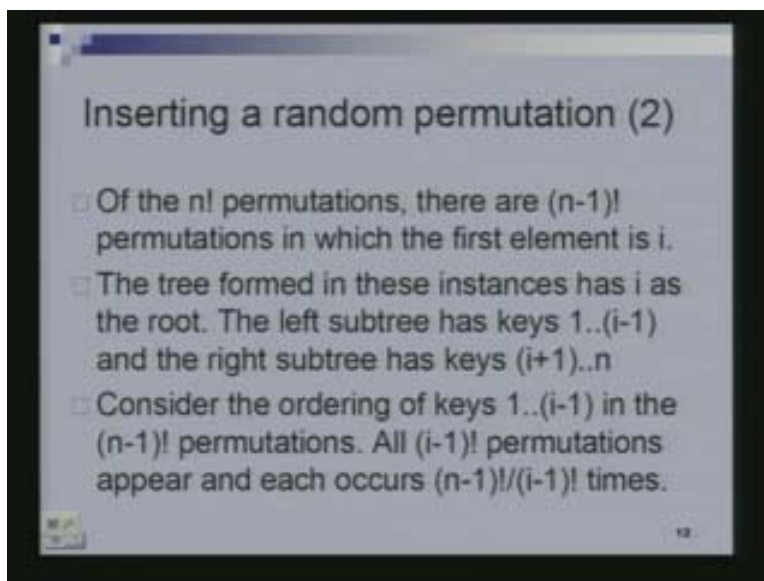 Inserting a random permutation (2)
Of the n! permutations, there are (n-1)!
permutations in which the first element is i.
The tree formed in these instances has i as
the root. The left subtree has keys 1..(i-1)
and the right subtree has keys (i+1)..n
Consider the ordering of keys 1..(i-1) in the
(n-1)! permutations. All (i-1)! permutations
appear and each occurs (n-1)!/(i-1)! times.